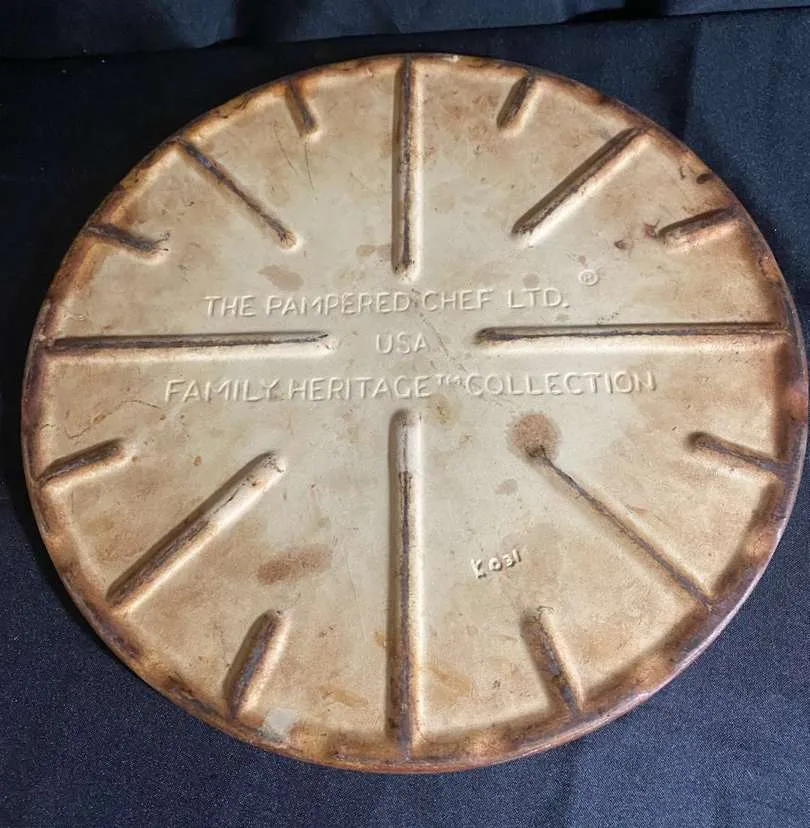 THE PAMPERED CHEF LTD.®
USA
FAMILY HERITAGE™ COLLECTION
K031